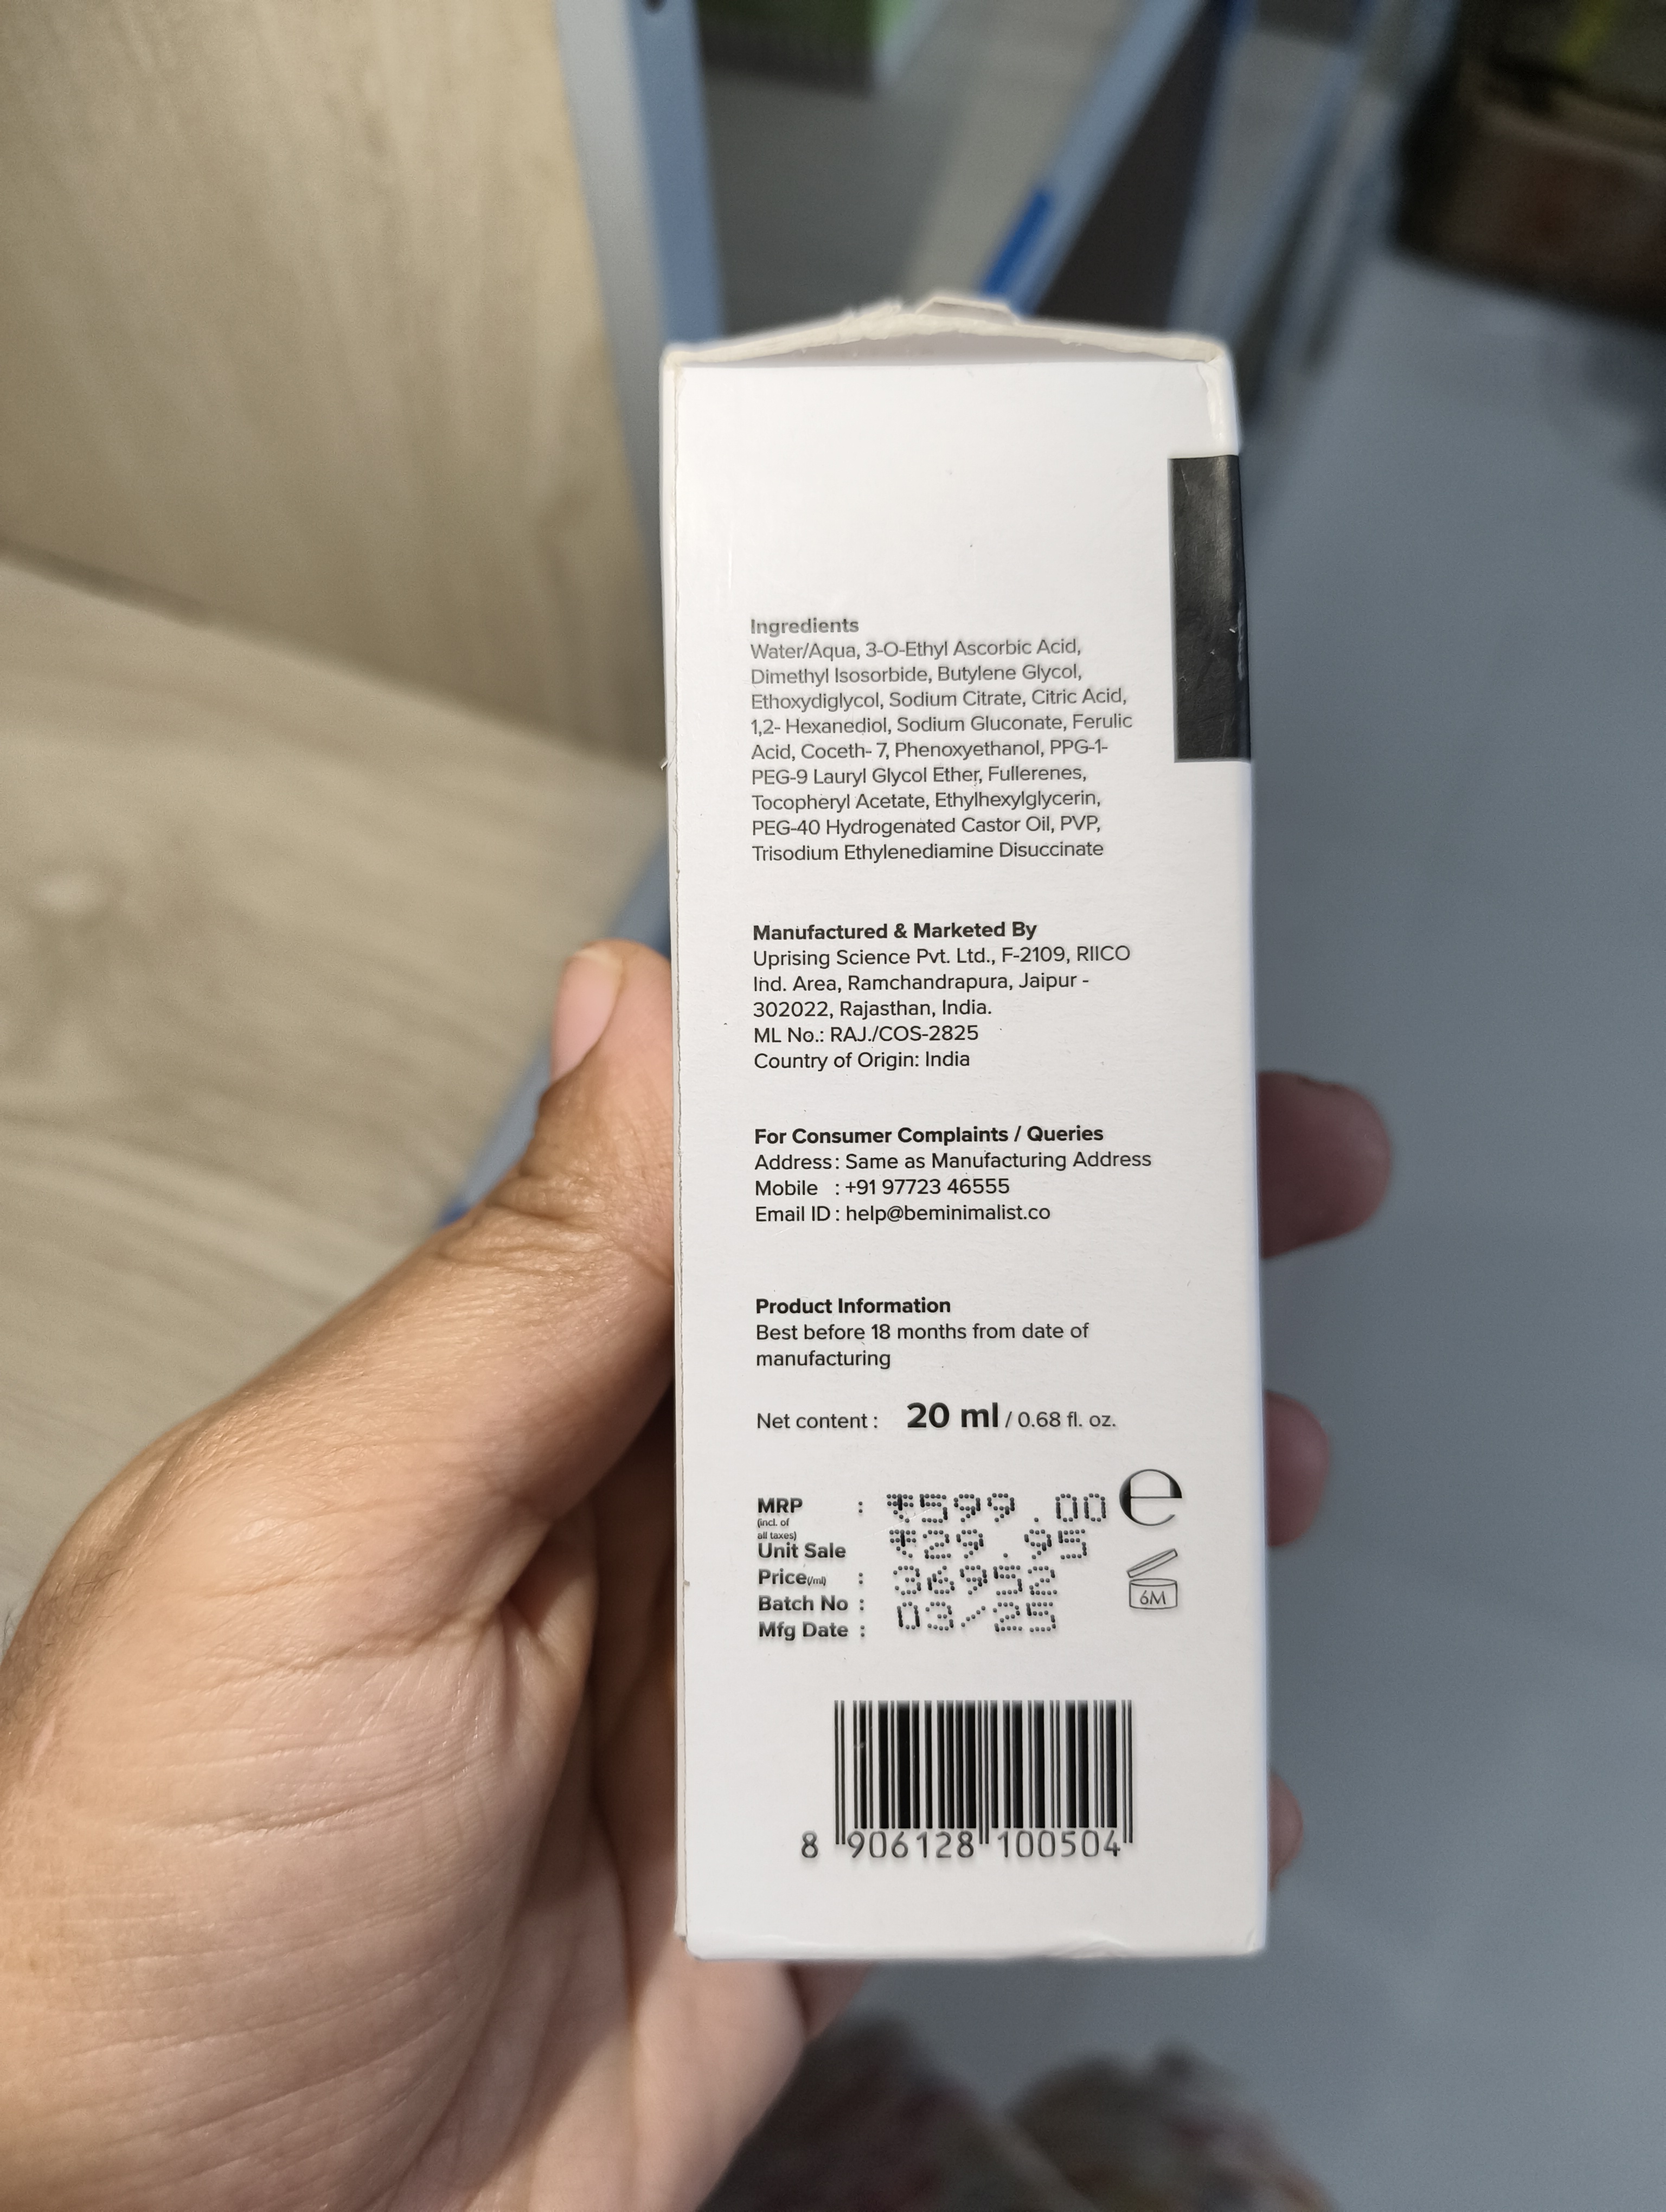 Ingredients
Water/Aqua, 3-O-Ethyl Ascorbic Acid,
Dimethyl Isosorbide, Butylene Glycol,
Ethoxydiglycol, Sodium Citrate, Citric Acid,
1,2- Hexanediol, Sodium Gluconate, Ferulic
Acid, Coceth- 7, Phenoxyethanol, PPG-1-
PEG-9 Lauryl Glycol Ether, Fullerenes,
Tocopheryl Acetate, Ethylhexylglycerin,
PEG-40 Hydrogenated Castor Oil, PVP,
Trisodium Ethylenediamine Disuccinate
Manufactured & Marketed By
Uprising Science Pvt. Ltd., F-2109, RIICO
Ind. Area, Ramchandrapura, Jaipur -
302022, Rajasthan, India.
ML No.: RAJ./COS-2825
Country of Origin: India
For Consumer Complaints / Queries
Address : Same as Manufacturing Address
Mobile : +91 97723 46555
Email ID : help@beminimalist.co
Product Information
Best before 18 months from date of
manufacturing
Net content : 20 ml / 0.68 fl. oz.
MRP : ₹599.00 e
(incl. of
all taxes)
Unit Sale ₹29.95
Price(/ml) : 36952
Batch No : 03/25
Mfg Date :
6M
8 906128 100504